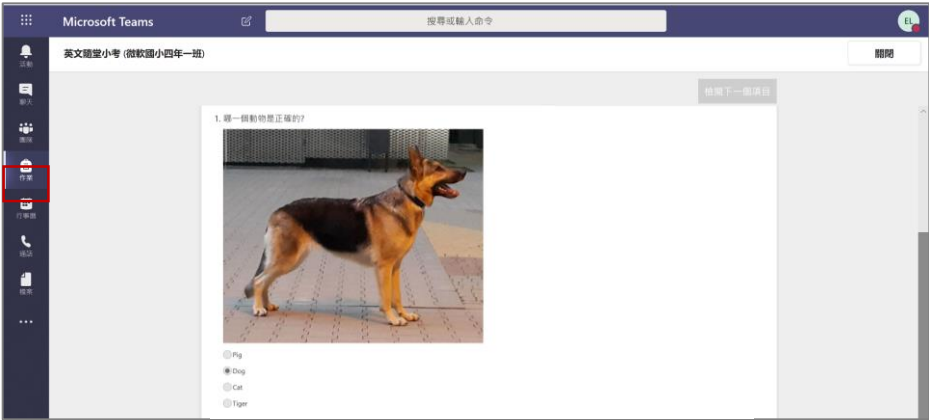 Microsoft Teams
搜尋或輸入命令
EL
英文隨堂小考 (微軟國小四年一班)
關閉
活動
聊天
團隊
作業
行事曆
通話
檔案
檢閱下一個項目
1. 哪一個動物是正確的?
Pig
Dog
Cat
Tiger